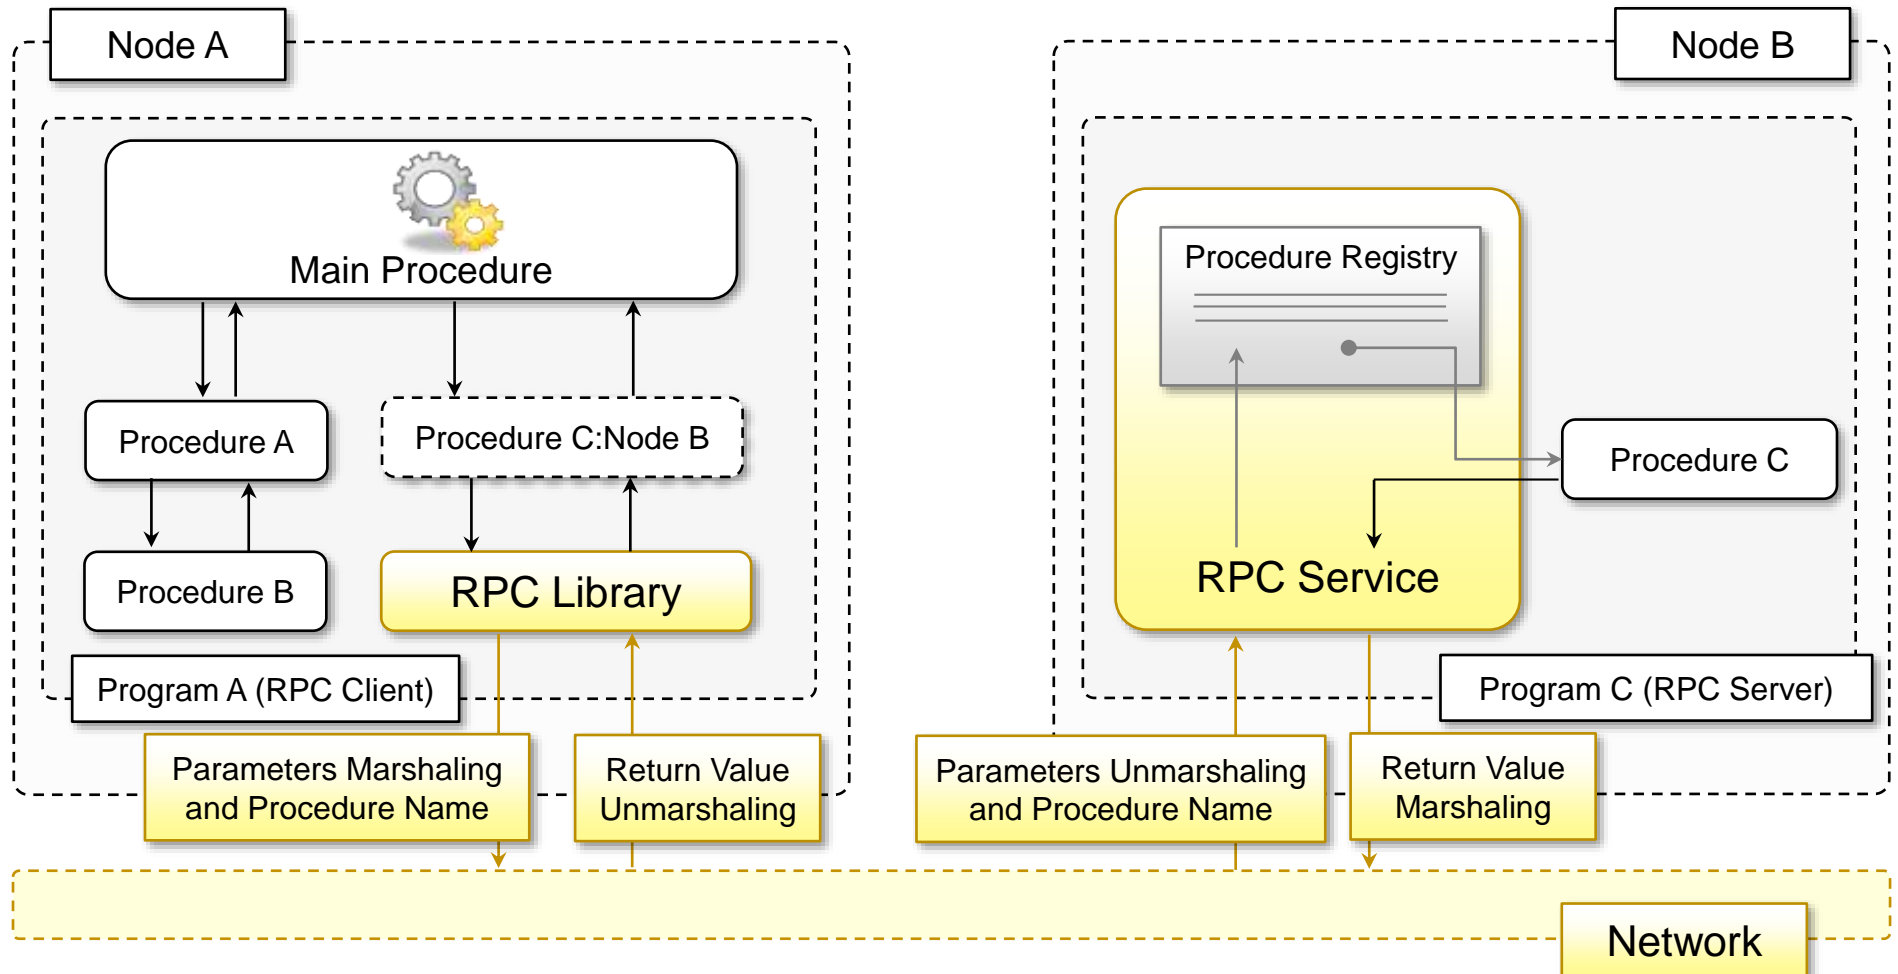 Node A
Node B
Main Procedure
Procedure Registry
Procedure A
Procedure C:Node B
Procedure C
Procedure B
RPC Library
RPC Service
Program A (RPC Client)
Program C (RPC Server)
Parameters Marshaling
and Procedure Name
Return Value
Unmarshaling
Parameters Unmarshaling
and Procedure Name
Return Value
Marshaling
Network